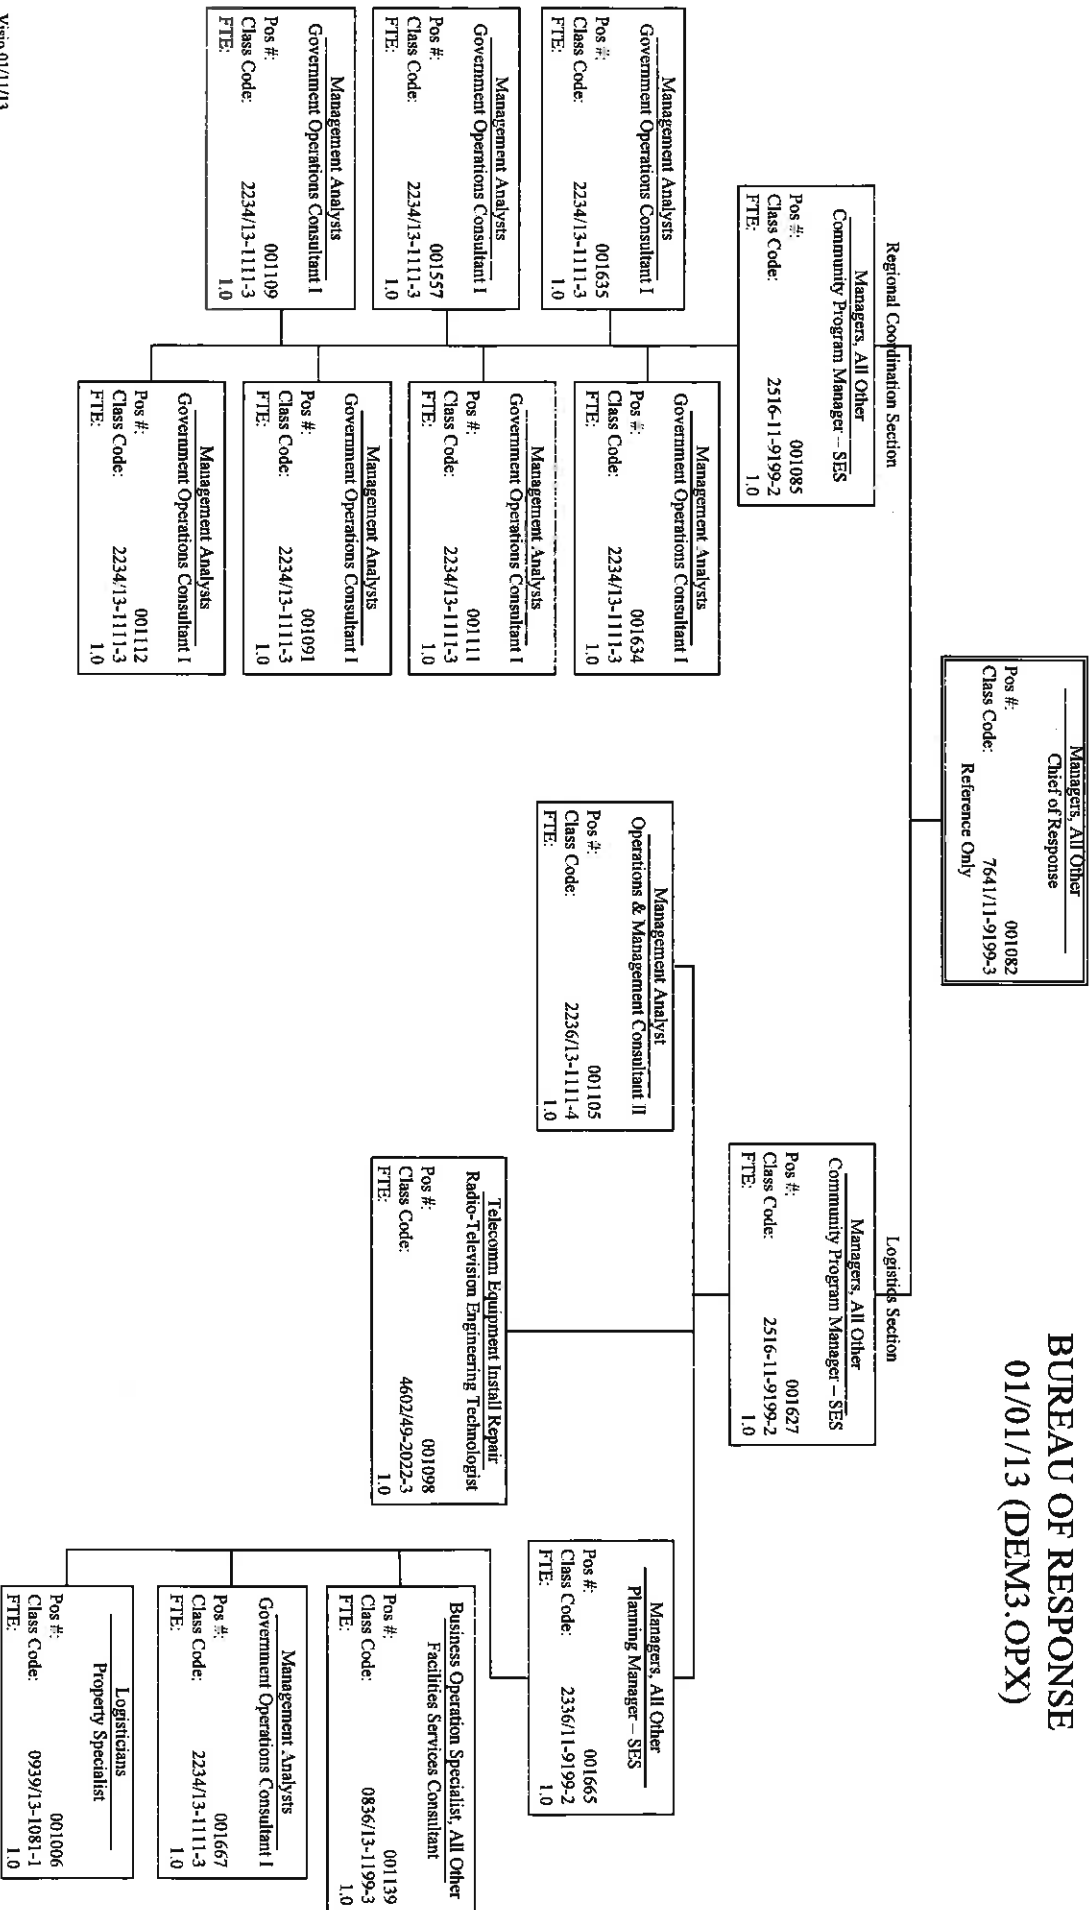 BUREAU OF RESPONSE
01/01/13 (DEM3.OPX)
Managers, All Other
Chief of Response
Pos #: 001082
Class Code: 7641/11-9199-3
Reference Only
Regional Coordination Section
Managers, All Other
Community Program Manager – SES
Pos #: 001085
Class Code: 2516-11-9199-2
FTE: 1.0
Management Analysts
Government Operations Consultant I
Pos #: 001635
Class Code: 2234/13-1111-3
FTE: 1.0
Management Analysts
Government Operations Consultant I
Pos #: 001634
Class Code: 2234/13-1111-3
FTE: 1.0
Management Analysts
Government Operations Consultant I
Pos #: 001557
Class Code: 2234/13-1111-3
FTE: 1.0
Management Analysts
Government Operations Consultant I
Pos #: 001111
Class Code: 2234/13-1111-3
FTE: 1.0
Management Analysts
Government Operations Consultant I
Pos #: 001109
Class Code: 2234/13-1111-3
FTE: 1.0
Management Analysts
Government Operations Consultant I
Pos #: 001091
Class Code: 2234/13-1111-3
FTE: 1.0
Management Analysts
Government Operations Consultant I
Pos #: 001112
Class Code: 2234/13-1111-3
FTE: 1.0
Logistics Section
Managers, All Other
Community Program Manager – SES
Pos #: 001627
Class Code: 2516-11-9199-2
FTE: 1.0
Management Analyst
Operations & Management Consultant II
Pos #: 001105
Class Code: 2236/13-1111-4
FTE: 1.0
Telecomm Equipment Install Repair
Radio-Television Engineering Technologist
Pos #: 001098
Class Code: 4602/49-2022-3
FTE: 1.0
Managers, All Other
Planning Manager – SES
Pos #: 001665
Class Code: 2336/11-9199-2
FTE: 1.0
Business Operation Specialist, All Other
Facilities Services Consultant
Pos #: 001139
Class Code: 0836/13-1199-3
FTE: 1.0
Management Analysts
Government Operations Consultant I
Pos #: 001667
Class Code: 2234/13-1111-3
FTE: 1.0
Logisticians
Property Specialist
Pos #: 001006
Class Code: 0939/13-1081-1
FTE: 1.0
Visio 01/11/13